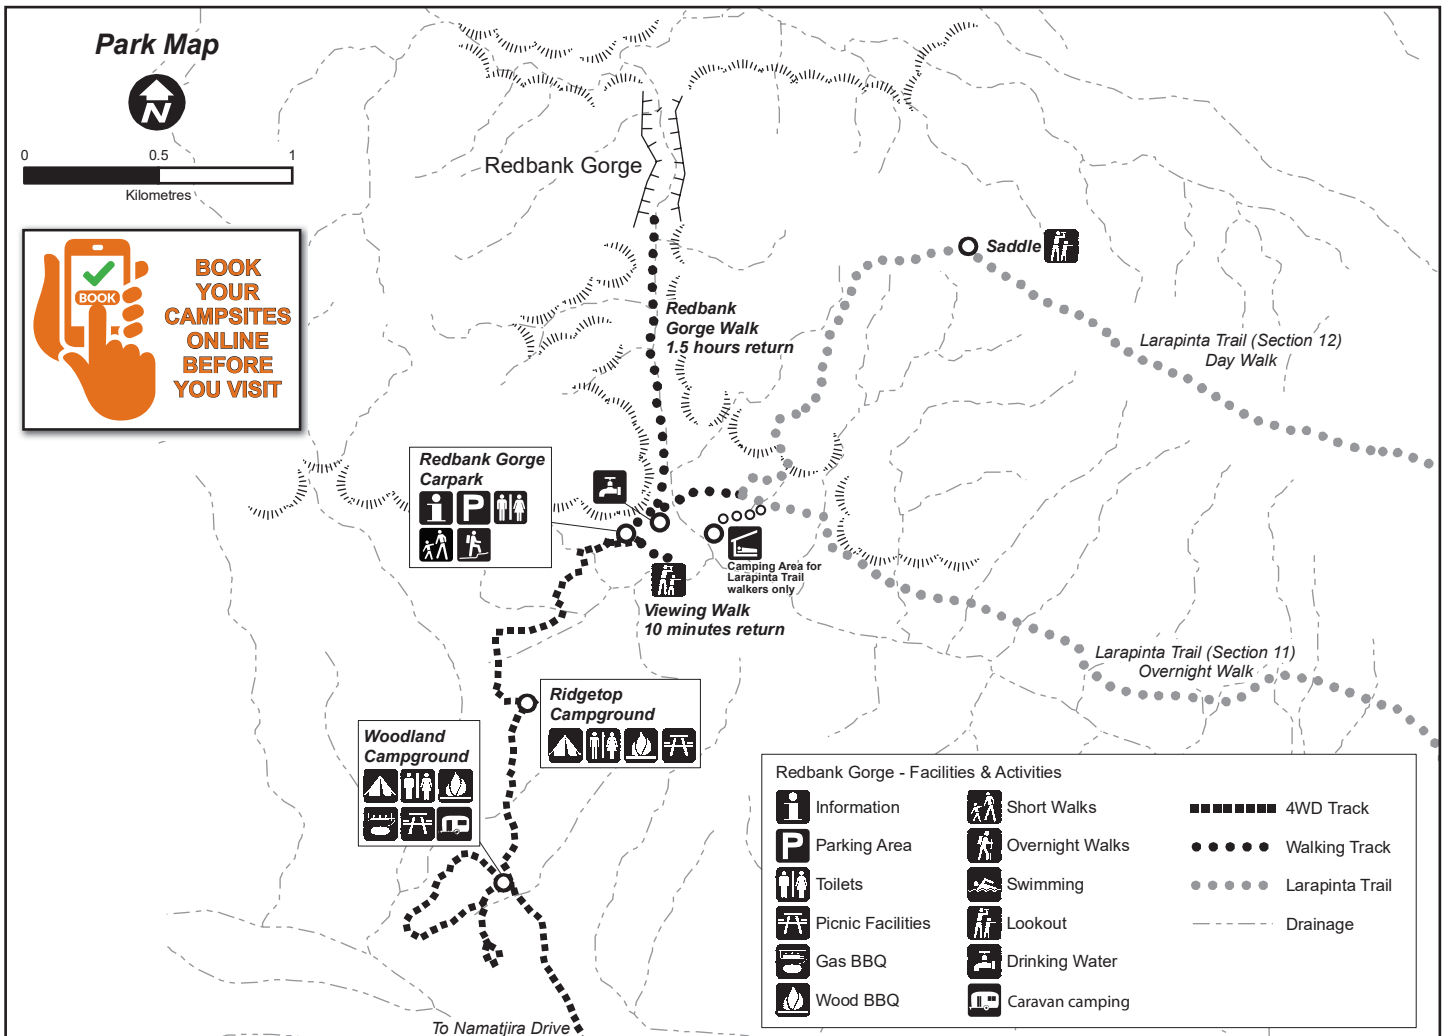 Park Map
N
0 0.5 1
Kilometres
BOOK
BOOK
YOUR
CAMPSITES
ONLINE
BEFORE
YOU VISIT
Redbank Gorge
Saddle
Redbank
Gorge Walk
1.5 hours return
Larapinta Trail (Section 12)
Day Walk
Redbank Gorge
Carpark
P
Camping Area for
Larapinta Trail
walkers only
Viewing Walk
10 minutes return
Larapinta Trail (Section 11)
Overnight Walk
Ridgetop
Campground
Woodland
Campground
To Namatjira Drive
Redbank Gorge - Facilities & Activities
Information
P Parking Area
Toilets
Picnic Facilities
Gas BBQ
Wood BBQ
Short Walks
Overnight Walks
Swimming
Lookout
Drinking Water
Caravan camping
4WD Track
Walking Track
Larapinta Trail
Drainage